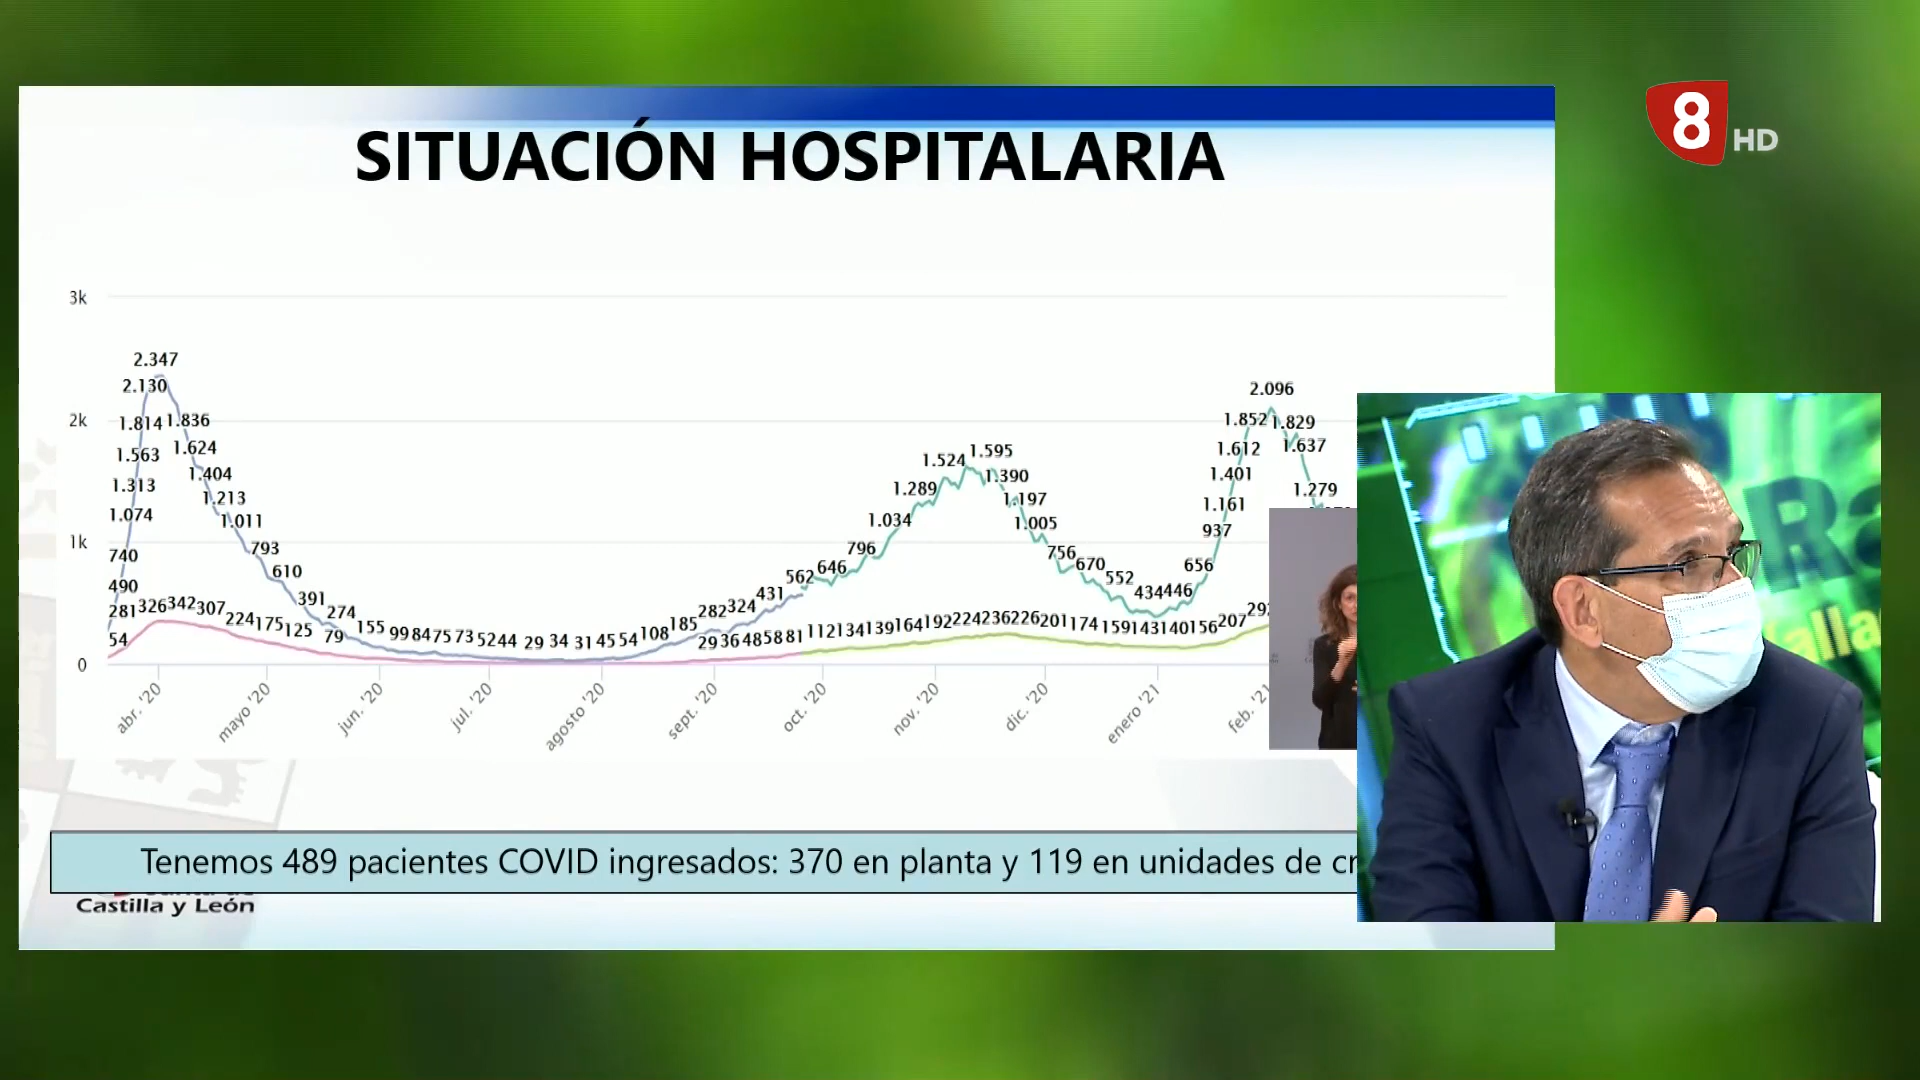 8 HD
SITUACIÓN HOSPITALARIA
3k
2.347
2.130
2.096
2k
1.814 1.836
1.852 1.829
1.563 1.624
1.524 1.595
1.612 1.637
1.313 1.404
1.390
1.401
1.279
1.213
1.289
1.197
1.161
1.074 1.011
1.034
1.005
937
1k
740
793
796
756
656
490
610
562 646
670
552
281 326 342 307
391
431
434 446
224 175 125
274
282 324
54
79
155 99 84 75 73 52 44 29 34 31 45 54 108 185
29 36 48 58 81 112 134 139 164 192 224 236 226 201 174 159 143 140 156 207
0
abr. '20
mayo '20
jun. '20
jul. '20
agosto '20
sept. '20
oct. '20
nov. '20
dic. '20
enero '21
feb. '21
Tenemos 489 pacientes COVID ingresados: 370 en planta y 119 en unidades de
Castilla y León